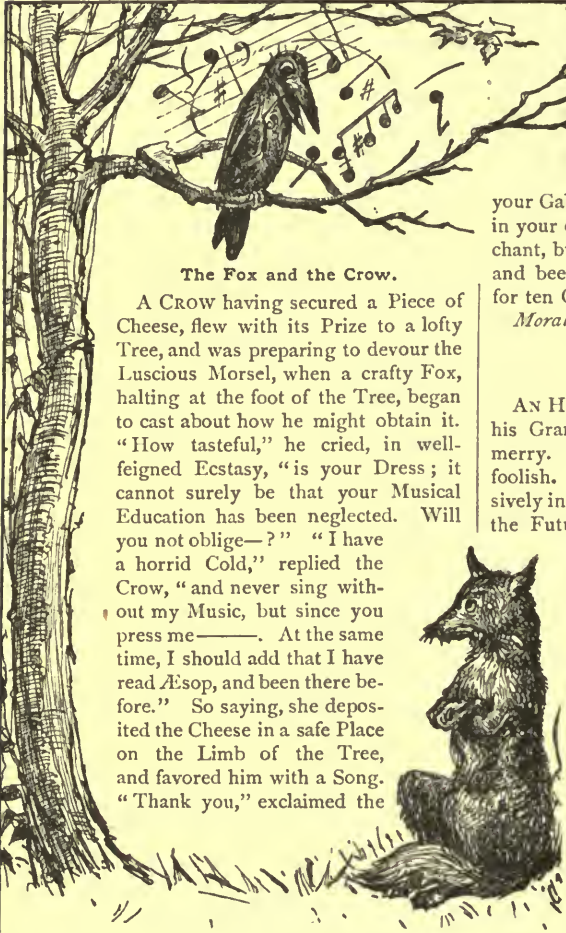 The Fox and the Crow.
A CROW having secured a Piece of
Cheese, flew with its Prize to a lofty
Tree, and was preparing to devour the
Luscious Morsel, when a crafty Fox,
halting at the foot of the Tree, began
to cast about how he might obtain it.
“How tasteful,” he cried, in well-
feigned Ecstasy, “is your Dress; it
cannot surely be that your Musical
Education has been neglected. Will
you not oblige—?” “I have
a horrid Cold,” replied the
Crow, “and never sing with-
out my Music, but since you
press me——. At the same
time, I should add that I have
read Æsop, and been there be-
fore.” So saying, she depos-
ited the Cheese in a safe Place
on the Limb of the Tree,
and favored him with a Song.
“Thank you,” exclaimed the
your
in your
chant,
and
for ten
AN
his
merry.
foolish.
the